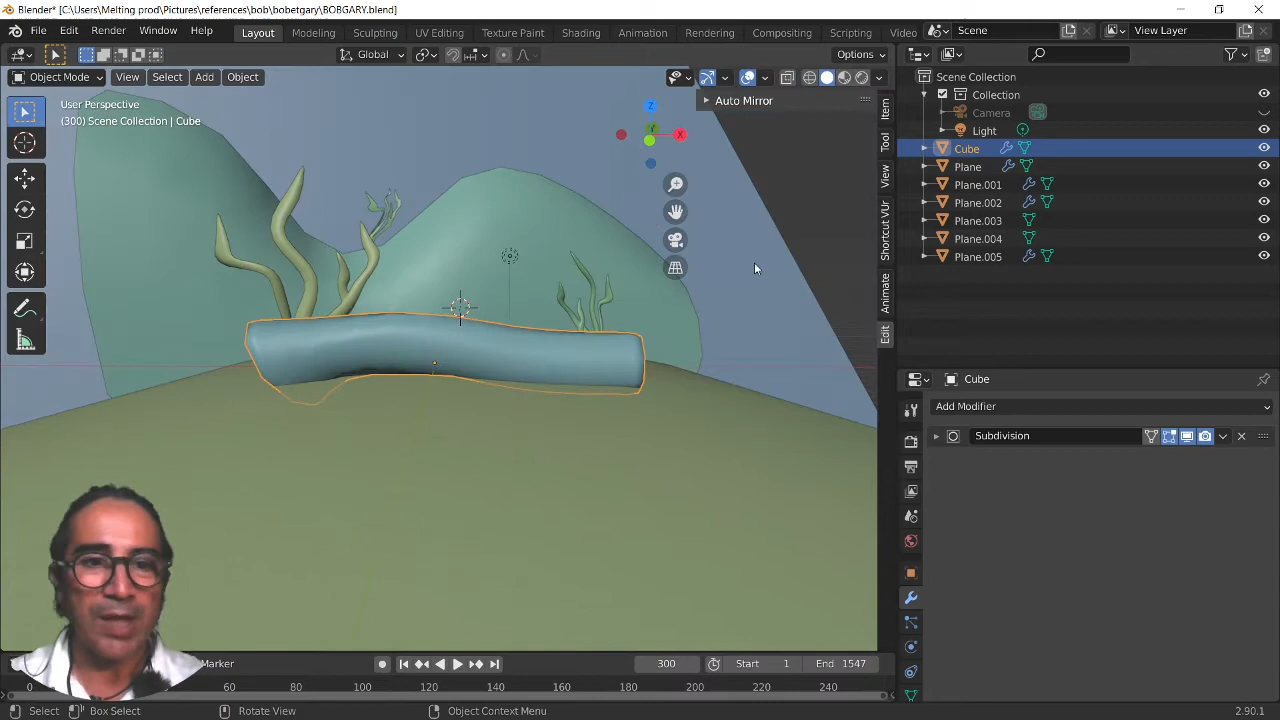 Blender* [C:\Users\Melting prod\Pictures\references\bob\bobetgary\BOBGARY.blend]
File Edit Render Window Help Layout Modeling Sculpting UV Editing Texture Paint Shading Animation Rendering Compositing Scripting Video Scene View Layer
Global Options
Object Mode View Select Add Object
User Perspective
(300) Scene Collection | Cube
Auto Mirror
Z
Y
X
Item
Tool
View
Shortcut VUr
Animate
Edit
Scene Collection
Collection
Camera
Light
Cube
Plane
Plane.001
Plane.002
Plane.003
Plane.004
Plane.005
Cube
Add Modifier
Subdivision
Marker 300 Start 1 End 1547
0 60 80 100 120 140 160 180 200 220 240
Select Box Select Rotate View Object Context Menu 2.90.1